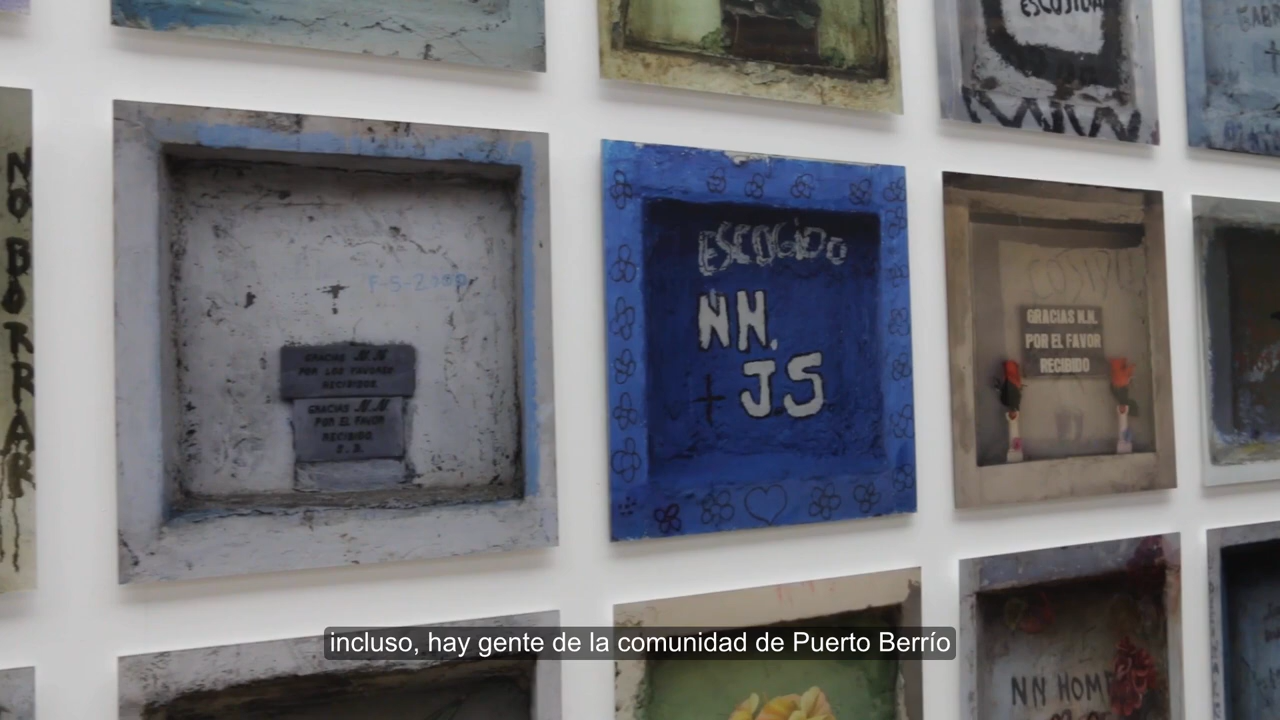 ESCOJIDA
NO BORRAR
F-S-2009
GRACIAS N N
POR LOS FAVORES
RECIBIDOS
GRACIAS N N
POR EL FAVOR
RECIBIDO
ESCOGIDO
NN.
J.S
GRACIAS N.N.
POR EL FAVOR
RECIBIDO
NN HOM
incluso, hay gente de la comunidad de Puerto Berrío